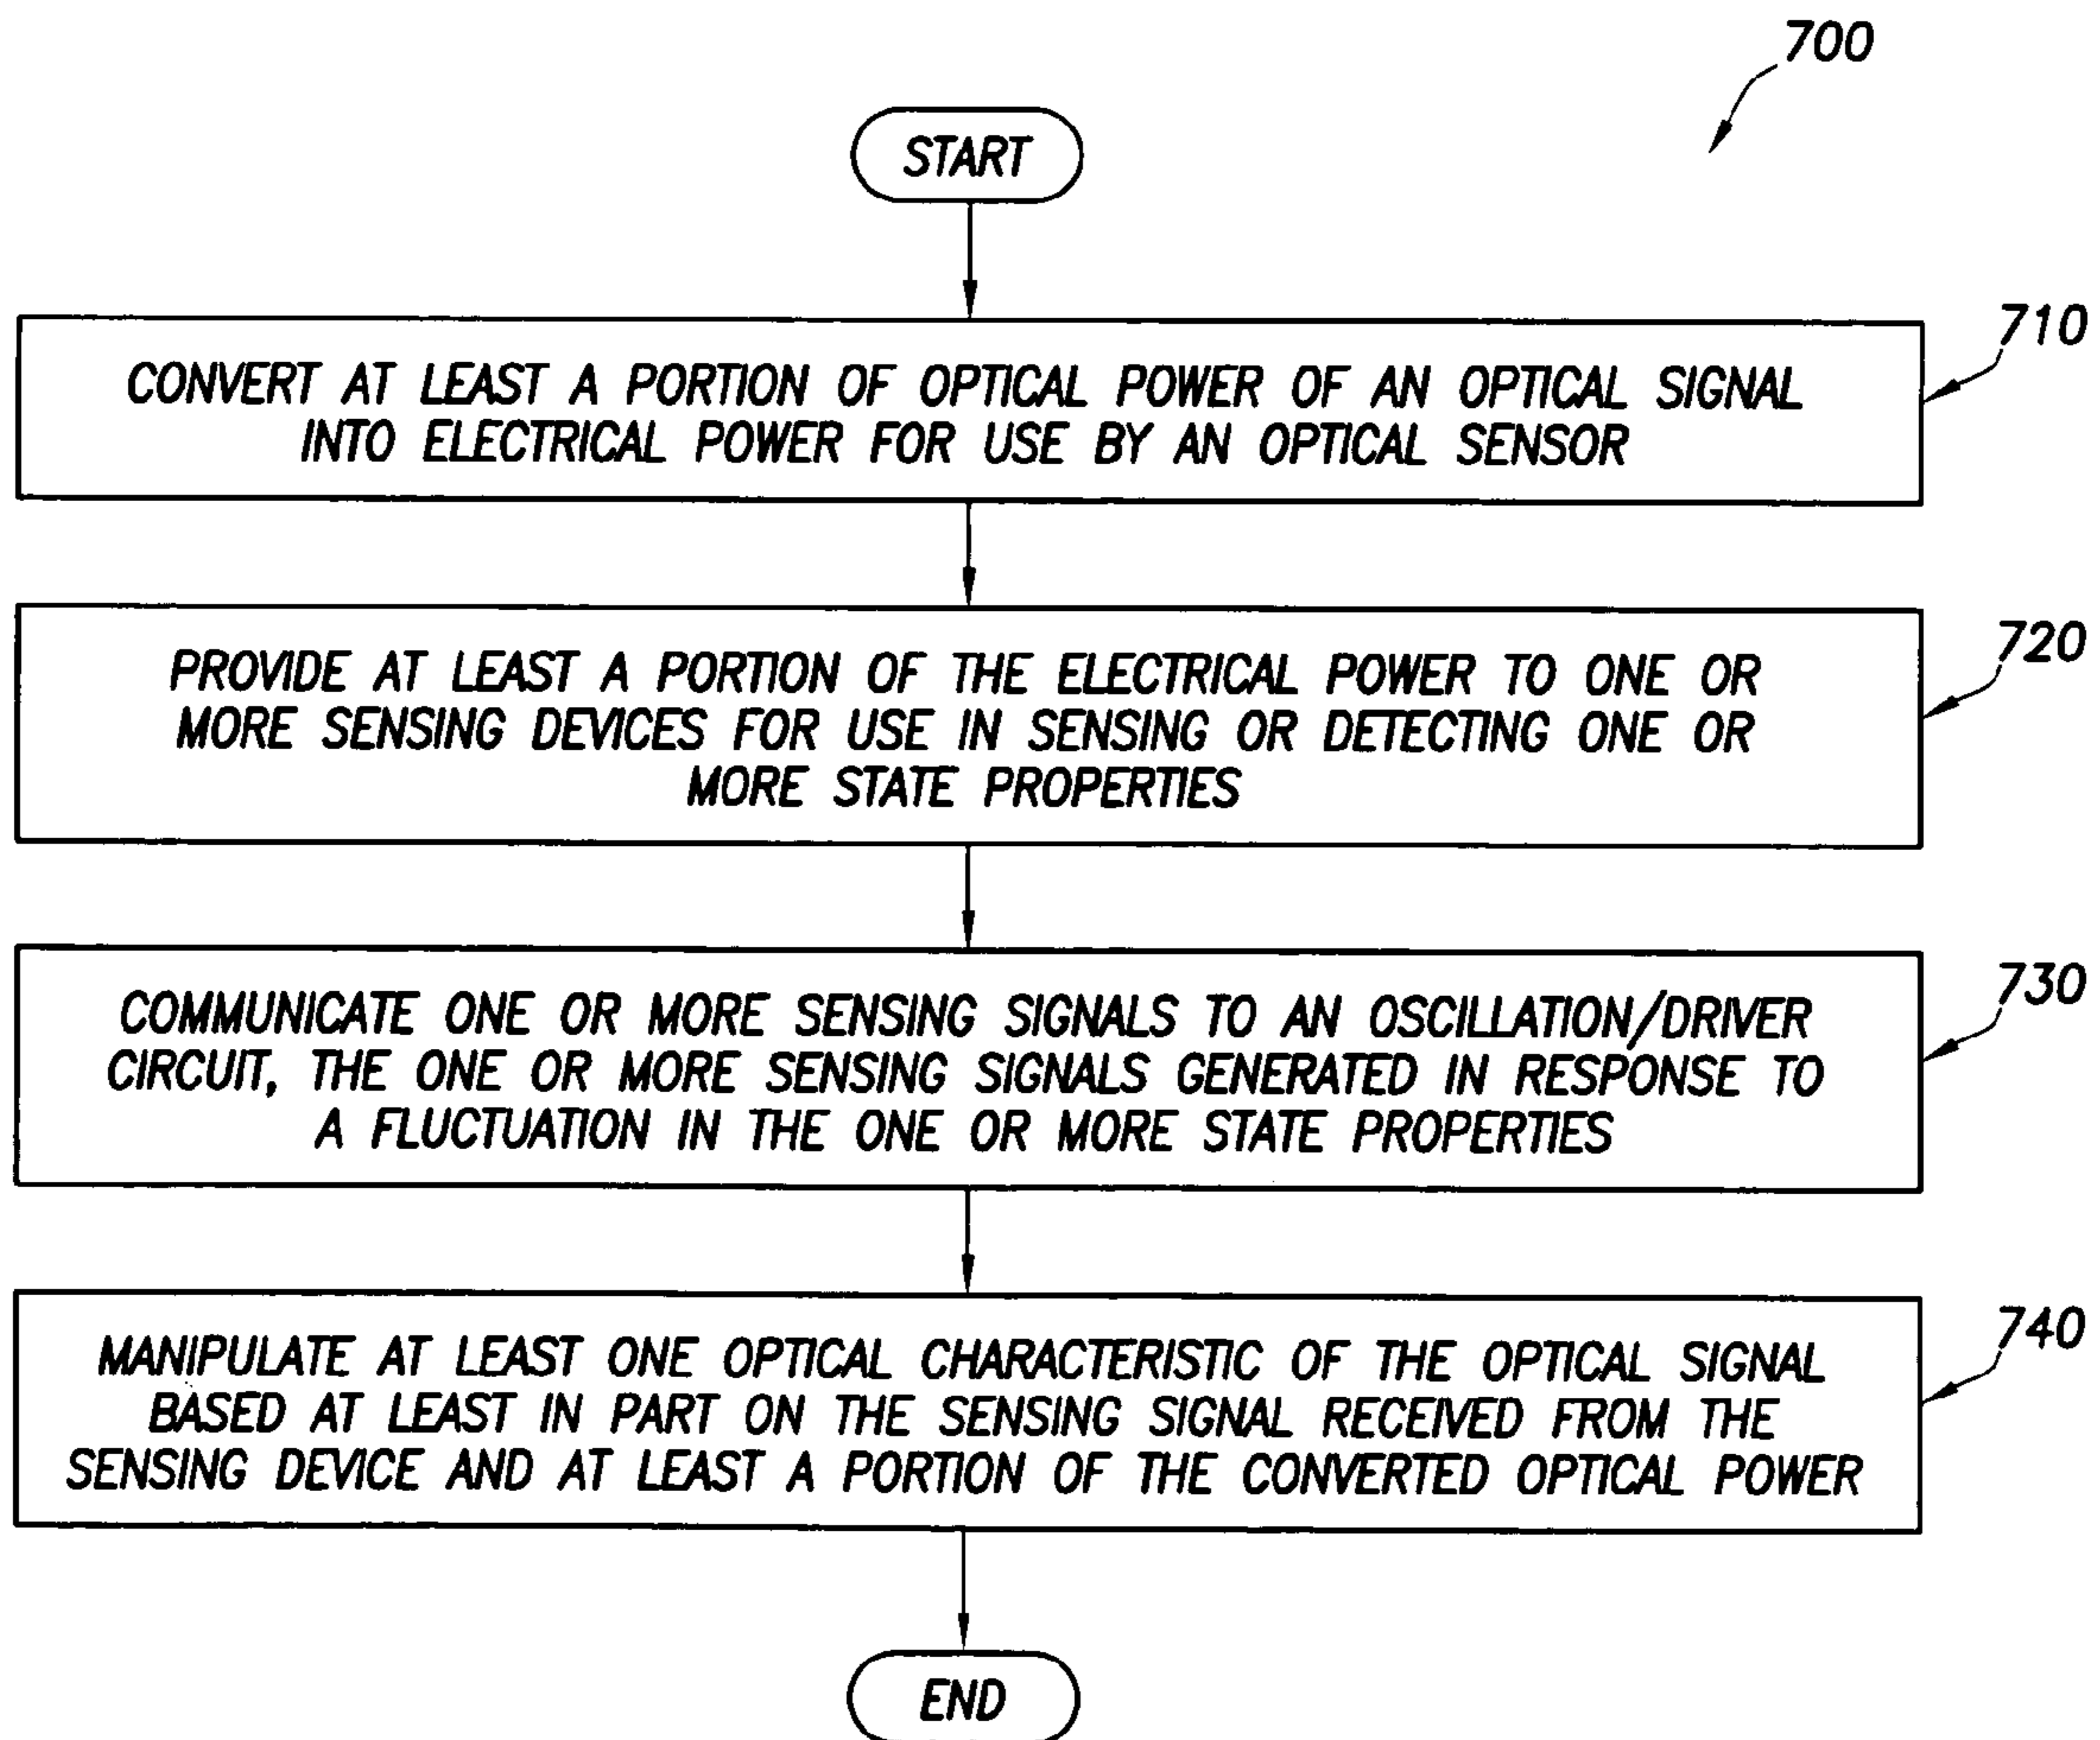 700
START
710
CONVERT AT LEAST A PORTION OF OPTICAL POWER OF AN OPTICAL SIGNAL
INTO ELECTRICAL POWER FOR USE BY AN OPTICAL SENSOR
720
PROVIDE AT LEAST A PORTION OF THE ELECTRICAL POWER TO ONE OR
MORE SENSING DEVICES FOR USE IN SENSING OR DETECTING ONE OR
MORE STATE PROPERTIES
730
COMMUNICATE ONE OR MORE SENSING SIGNALS TO AN OSCILLATION/DRIVER
CIRCUIT, THE ONE OR MORE SENSING SIGNALS GENERATED IN RESPONSE TO
A FLUCTUATION IN THE ONE OR MORE STATE PROPERTIES
740
MANIPULATE AT LEAST ONE OPTICAL CHARACTERISTIC OF THE OPTICAL SIGNAL
BASED AT LEAST IN PART ON THE SENSING SIGNAL RECEIVED FROM THE
SENSING DEVICE AND AT LEAST A PORTION OF THE CONVERTED OPTICAL POWER
END